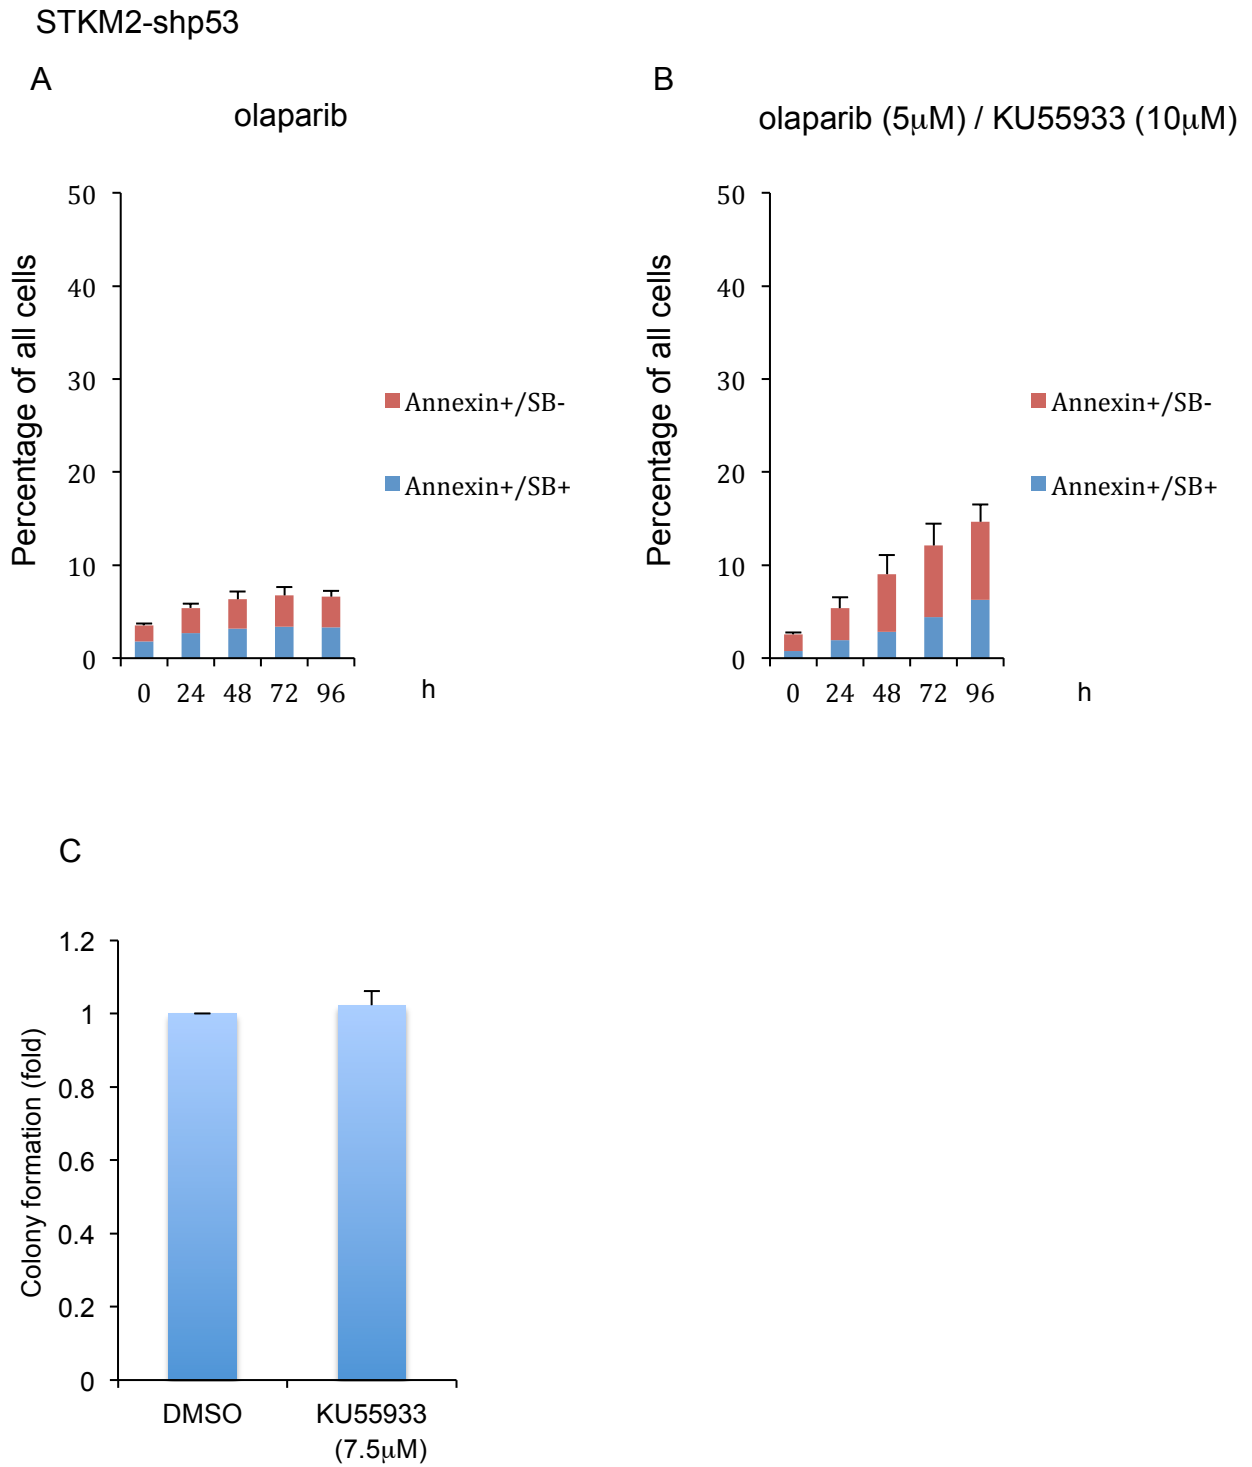 STKM2-shp53
A
olaparib
Percentage of all cells
50
40
30
20
10
0
0 24 48 72 96 h
Annexin+/SB-
Annexin+/SB+
B
olaparib (5μM) / KU55933 (10μM)
Percentage of all cells
50
40
30
20
10
0
0 24 48 72 96 h
Annexin+/SB-
Annexin+/SB+
C
Colony formation (fold)
1.2
1
0.8
0.6
0.4
0.2
0
DMSO
KU55933
(7.5μM)